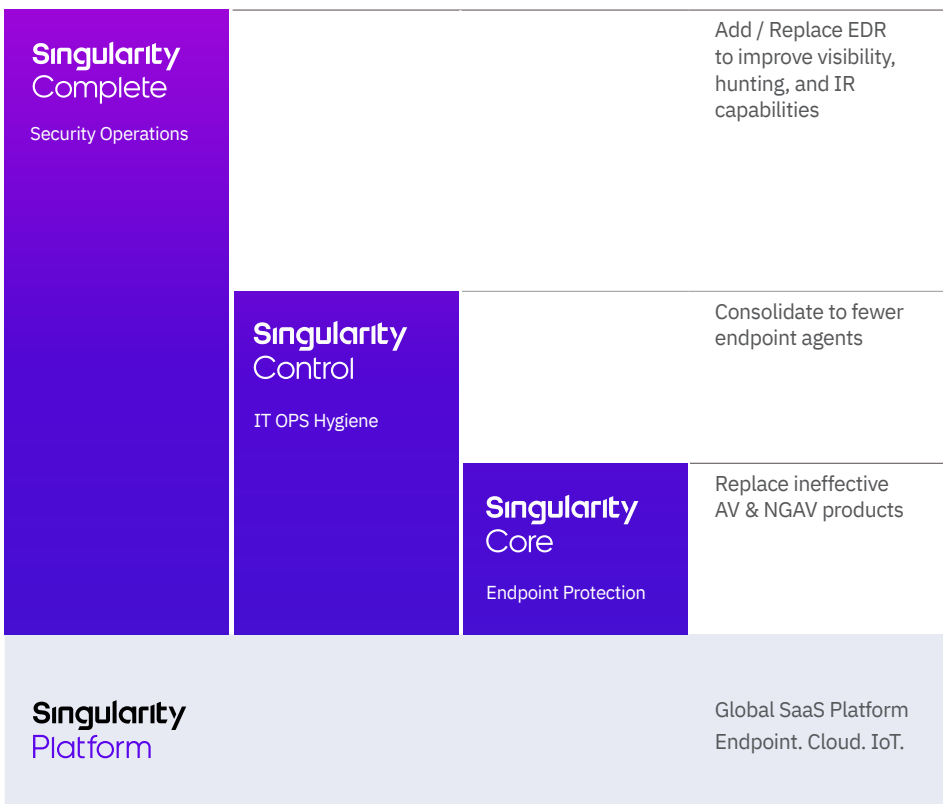 Singularity
Complete
Security Operations
Add / Replace EDR
to improve visibility,
hunting, and IR
capabilities
Singularity
Control
IT OPS Hygiene
Consolidate to fewer
endpoint agents
Singularity
Core
Endpoint Protection
Replace ineffective
AV & NGAV products
Singularity
Platform
Global SaaS Platform
Endpoint. Cloud. IoT.